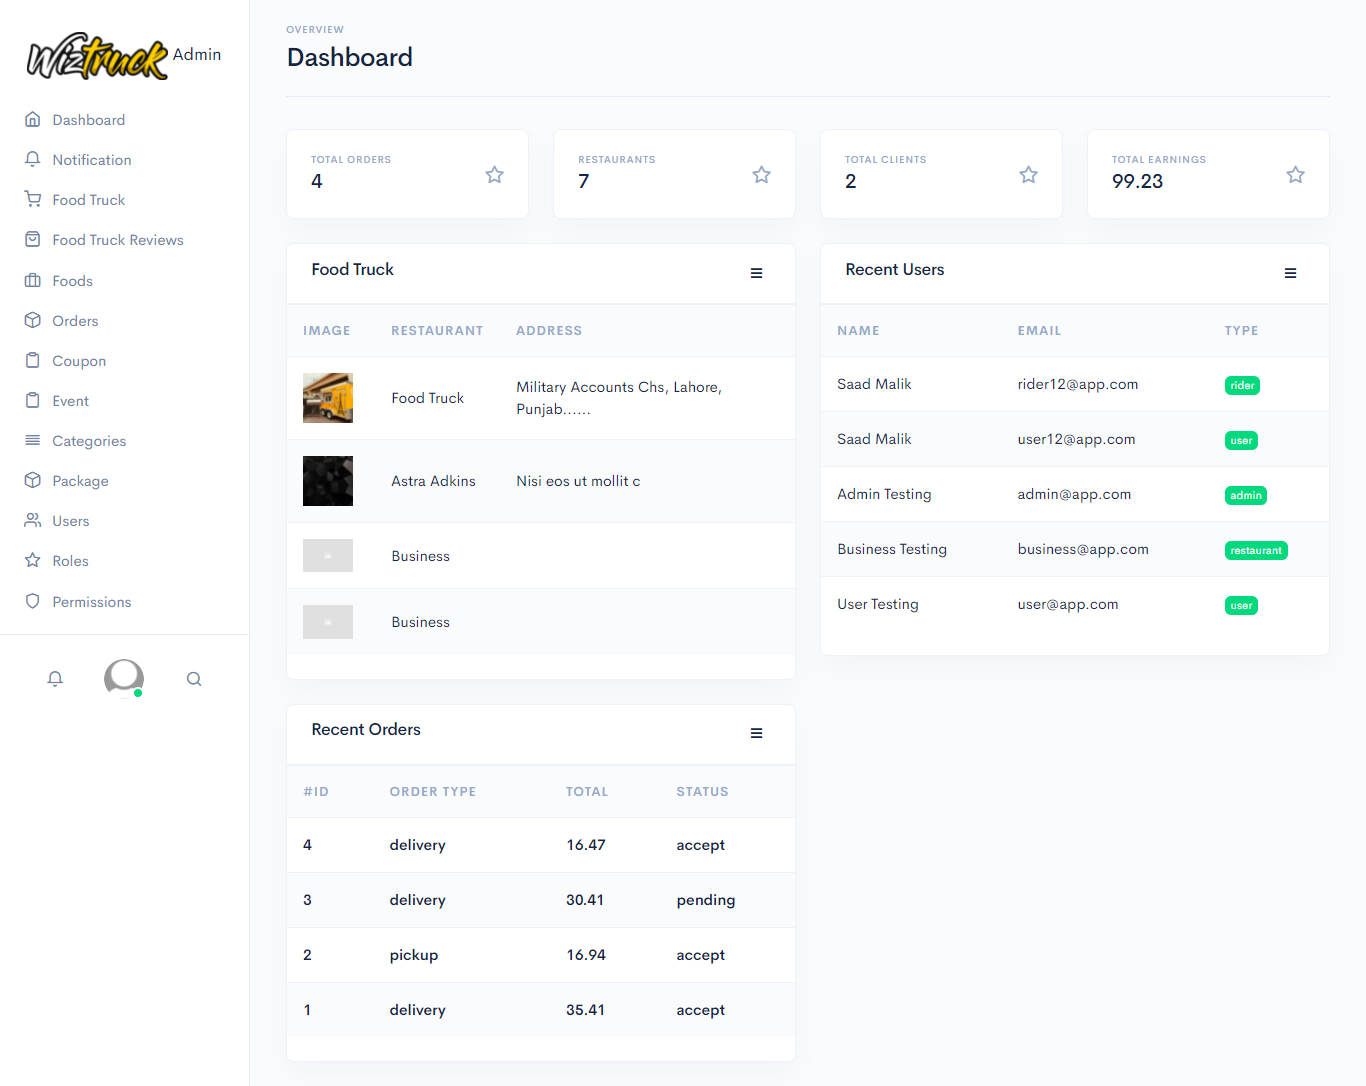 Wiztruck Admin
Dashboard
Notification
Food Truck
Food Truck Reviews
Foods
Orders
Coupon
Event
Categories
Package
Users
Roles
Permissions
OVERVIEW
Dashboard
TOTAL ORDERS
4
RESTAURANTS
7
TOTAL CLIENTS
2
TOTAL EARNINGS
99.23
Food Truck
IMAGE RESTAURANT ADDRESS
Food Truck Military Accounts Chs, Lahore,
Punjab......
Astra Adkins Nisi eos ut mollit c
Business
Business
Recent Users
NAME EMAIL TYPE
Saad Malik rider12@app.com rider
Saad Malik user12@app.com user
Admin Testing admin@app.com admin
Business Testing business@app.com restaurant
User Testing user@app.com user
Recent Orders
#ID ORDER TYPE TOTAL STATUS
4 delivery 16.47 accept
3 delivery 30.41 pending
2 pickup 16.94 accept
1 delivery 35.41 accept